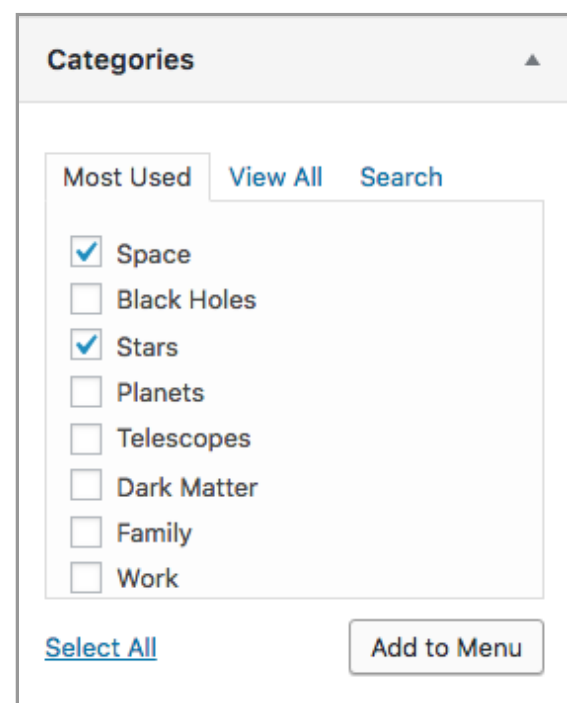 Categories
Most Used View All Search
Space
Black Holes
Stars
Planets
Telescopes
Dark Matter
Family
Work
Select All Add to Menu